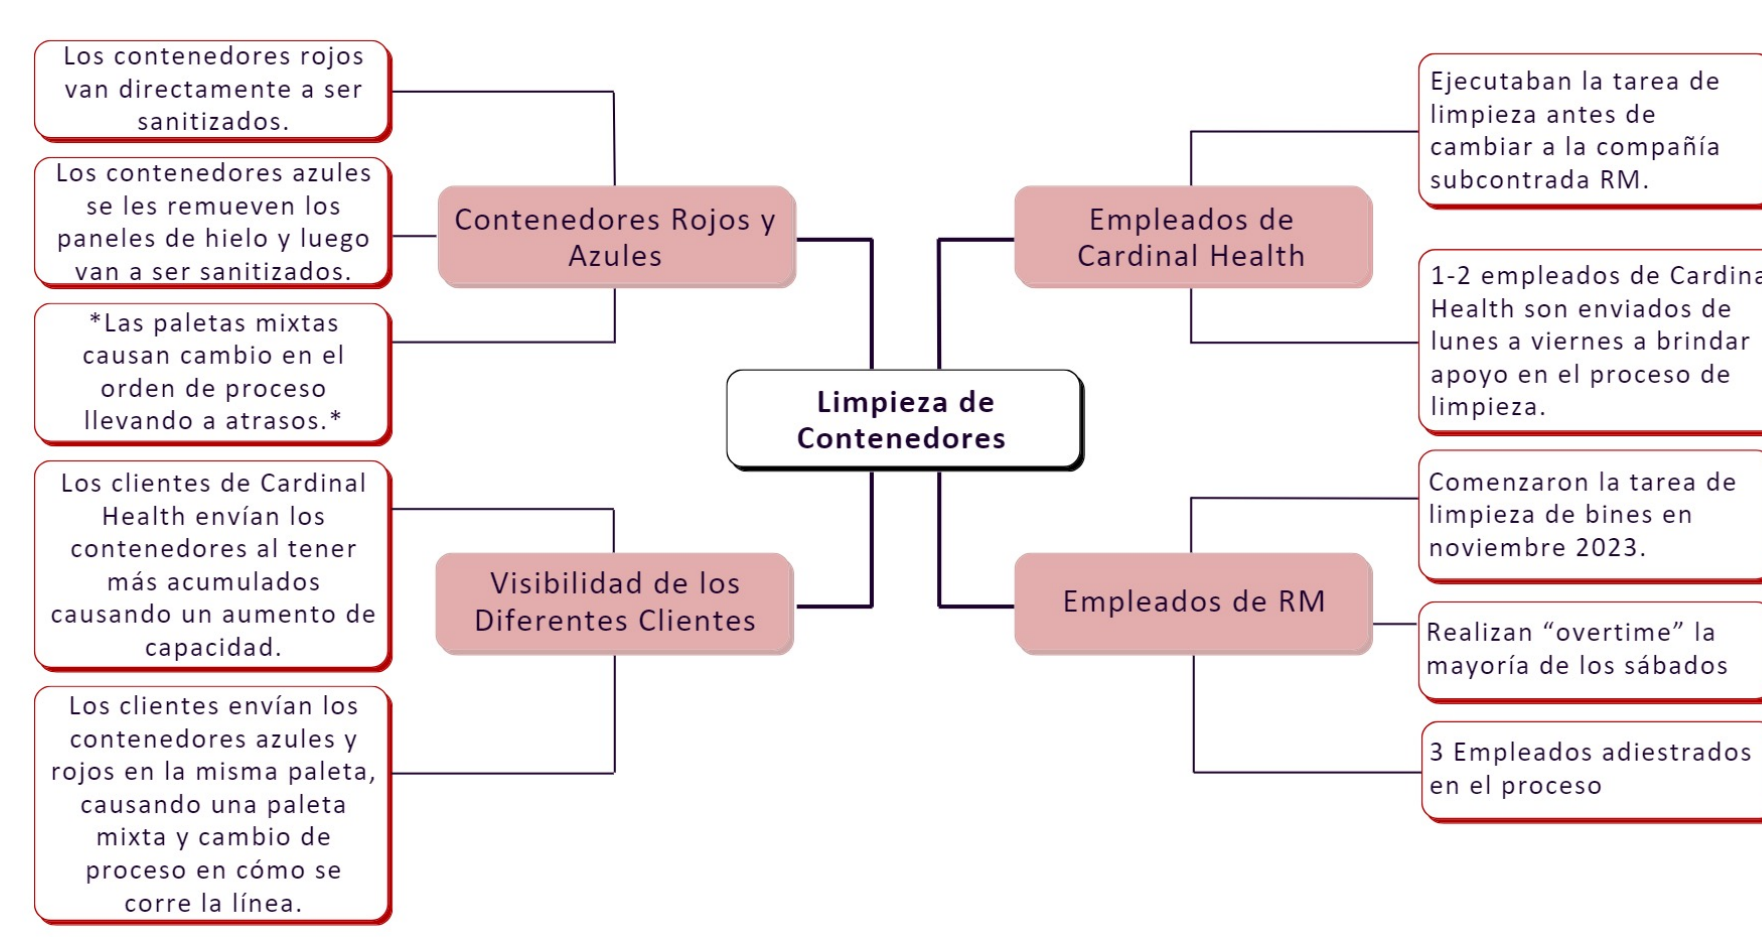 Los contenedores rojos
van directamente a ser
sanitizados.
Los contenedores azules
se les remueven los
paneles de hielo y luego
van a ser sanitizados.
*Las paletas mixtas
causan cambio en el
orden de proceso
llevando a atrasos.*
Contenedores Rojos y
Azules
Los clientes de Cardinal
Health envían los
contenedores al tener
más acumulados
causando un aumento de
capacidad.
Los clientes envían los
contenedores azules y
rojos en la misma paleta,
causando una paleta
mixta y cambio de
proceso en cómo se
corre la línea.
Visibilidad de los
Diferentes Clientes
Limpieza de
Contenedores
Empleados de
Cardinal Health
Ejecutaban la tarea de
limpieza antes de
cambiar a la compañía
subcontrada RM.
1-2 empleados de Cardina
Health son enviados de
lunes a viernes a brindar
apoyo en el proceso de
limpieza.
Empleados de RM
Comenzaron la tarea de
limpieza de bines en
noviembre 2023.
Realizan “overtime” la
mayoría de los sábados
3 Empleados adiestrados
en el proceso